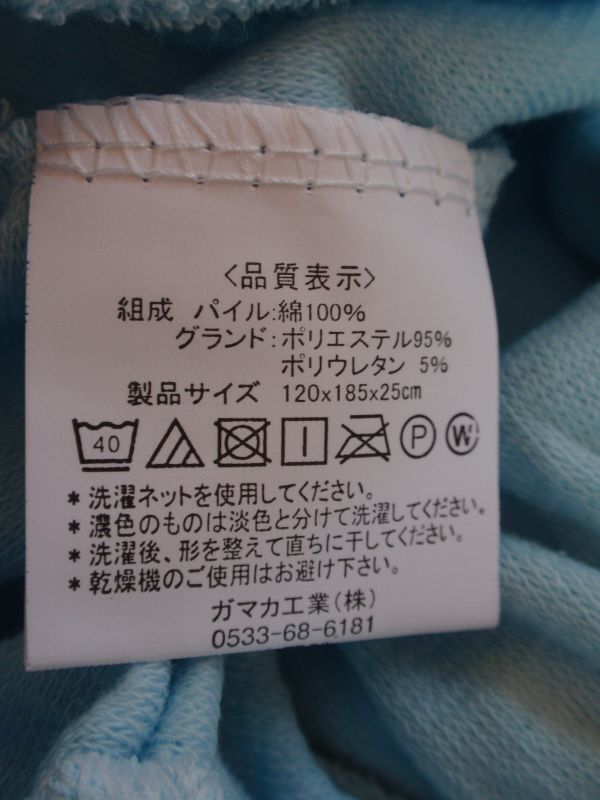 〈品質表示〉
組成 パイル:綿100%
グランド:ポリエステル95%
ポリウレタン 5%
製品サイズ 120x185x25cm
40 P W
*洗濯ネットを使用してください。
*濃色のものは淡色と分けて洗濯してください。
*洗濯後、形を整えて直ちに干してください。
*乾燥機のご使用はお避け下さい。
ガマカ工業(株)
0533-68-6181